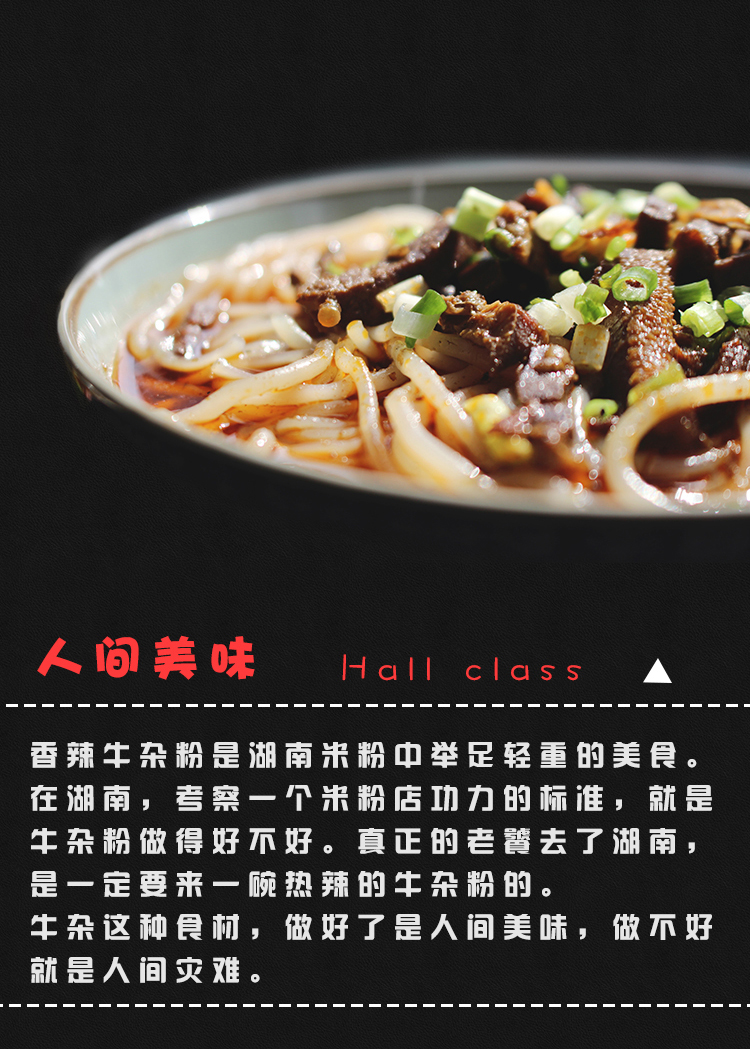 人间美味 Hall class
香辣牛杂粉是湖南米粉中举足轻重的美食。
在湖南，考察一个米粉店功力的标准，就是
牛杂粉做得好不好。真正的老饕去了湖南，
是一定要来一碗热辣的牛杂粉的。
牛杂这种食材，做好了是人间美味，做不好
就是人间灾难。